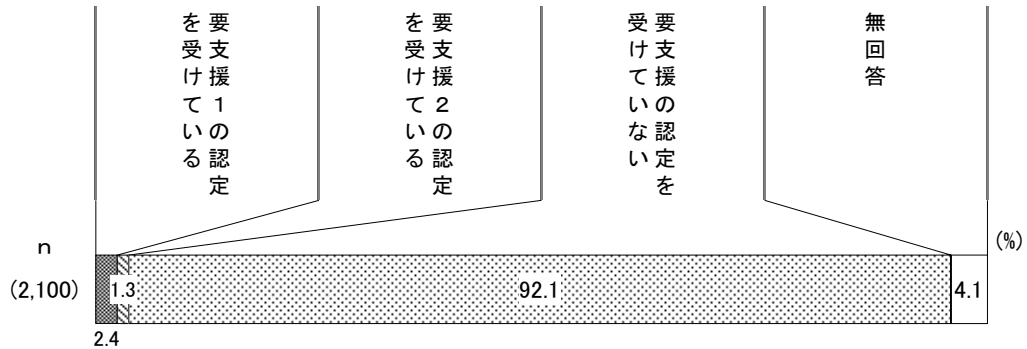 要支援１の認定
を受けている
要支援２の認定
を受けている
要支援の認定を
受けていない
無回答
(%)
ｎ
(2,100)
1.3
92.1
4.1
2.4